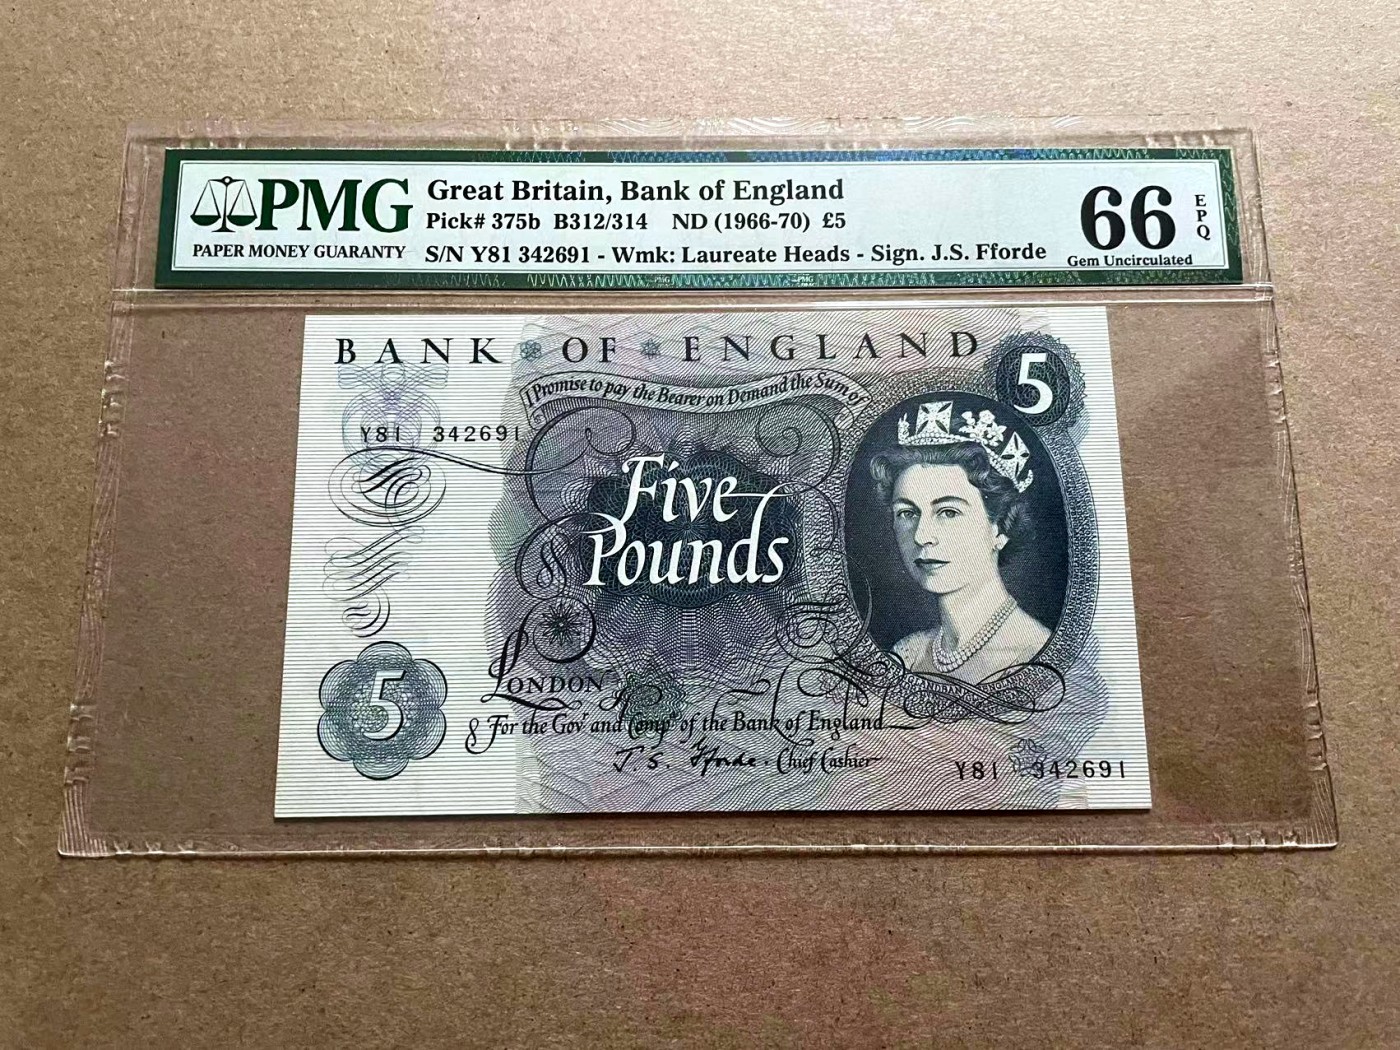 PMG
PAPER MONEY GUARANTY
Great Britain, Bank of England
Pick# 375b B312/314 ND (1966-70) £5
S/N Y81 342691 - Wmk: Laureate Heads - Sign. J.S. Fforde
66
EPQ
Gem Uncirculated
BANK OF ENGLAND
5
I Promise to pay the Bearer on Demand the Sum of
Y81 342691
Five
Pounds
LONDON
5
For the Govr and Compa of the Bank of England
J. S. Fforde. Chief Cashier
Y81 342691